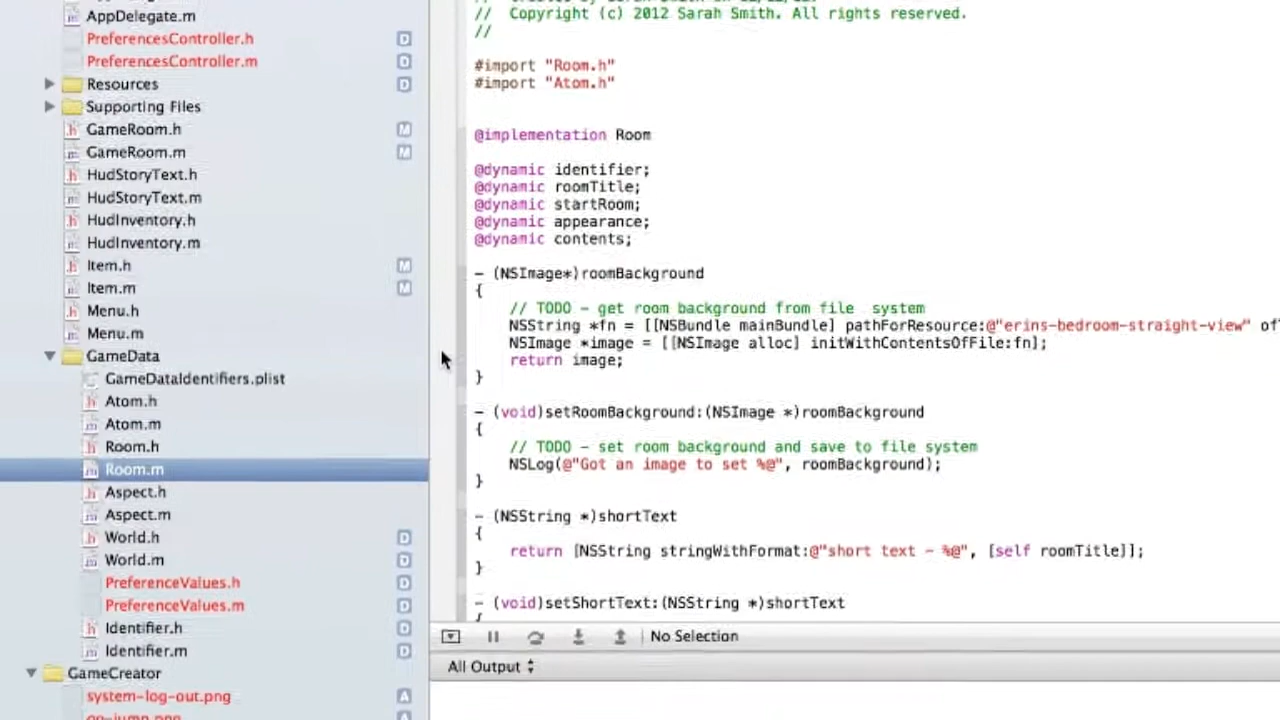 AppDelegate.m
PreferencesController.h D
PreferencesController.m D
Resources D
Supporting Files
GameRoom.h M
GameRoom.m M
HudStoryText.h
HudStoryText.m
HudInventory.h
HudInventory.m
Item.h M
Item.m M
Menu.h
Menu.m
GameData
GameDataIdentifiers.plist
Atom.h
Atom.m
Room.h
Room.m
Aspect.h
Aspect.m
World.h D
World.m D
PreferenceValues.h D
PreferenceValues.m D
Identifier.h D
Identifier.m D
GameCreator
system-log-out.png A
go-jump.png A
// Copyright (c) 2012 Sarah Smith. All rights reserved.
//
#import "Room.h"
#import "Atom.h"
@implementation Room
@dynamic identifier;
@dynamic roomTitle;
@dynamic startRoom;
@dynamic appearance;
@dynamic contents;
- (NSImage*)roomBackground
{
// TODO - get room background from file system
NSString *fn = [[NSBundle mainBundle] pathForResource:@"erins-bedroom-straight-view" of
NSImage *image = [[NSImage alloc] initWithContentsOfFile:fn];
return image;
}
- (void)setRoomBackground:(NSImage *)roomBackground
{
// TODO - set room background and save to file system
NSLog(@"Got an image to set %@", roomBackground);
}
- (NSString *)shortText
{
return [NSString stringWithFormat:@"short text - %@", [self roomTitle]];
}
- (void)setShortText:(NSString *)shortText
{
No Selection
All Output